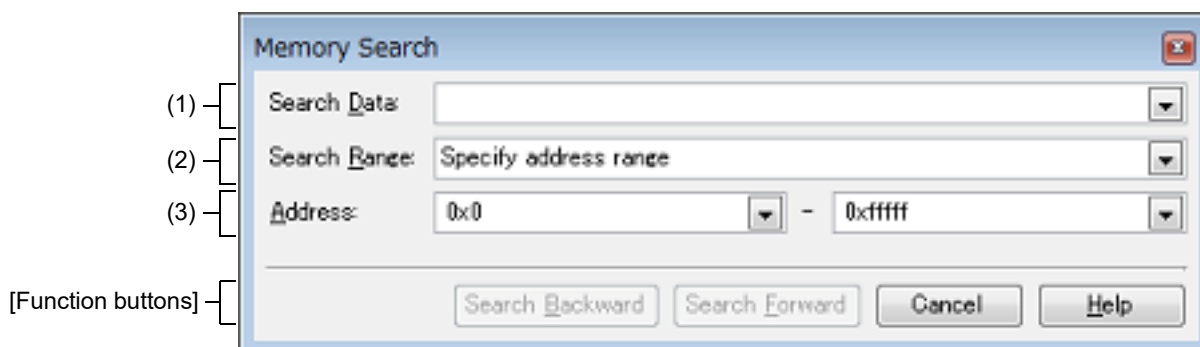 Memory Search
(1) Search Data:
(2) Search Range: Specify address range
(3) Address: 0x0 - 0xfffff
[Function buttons] Search Backward Search Forward Cancel Help